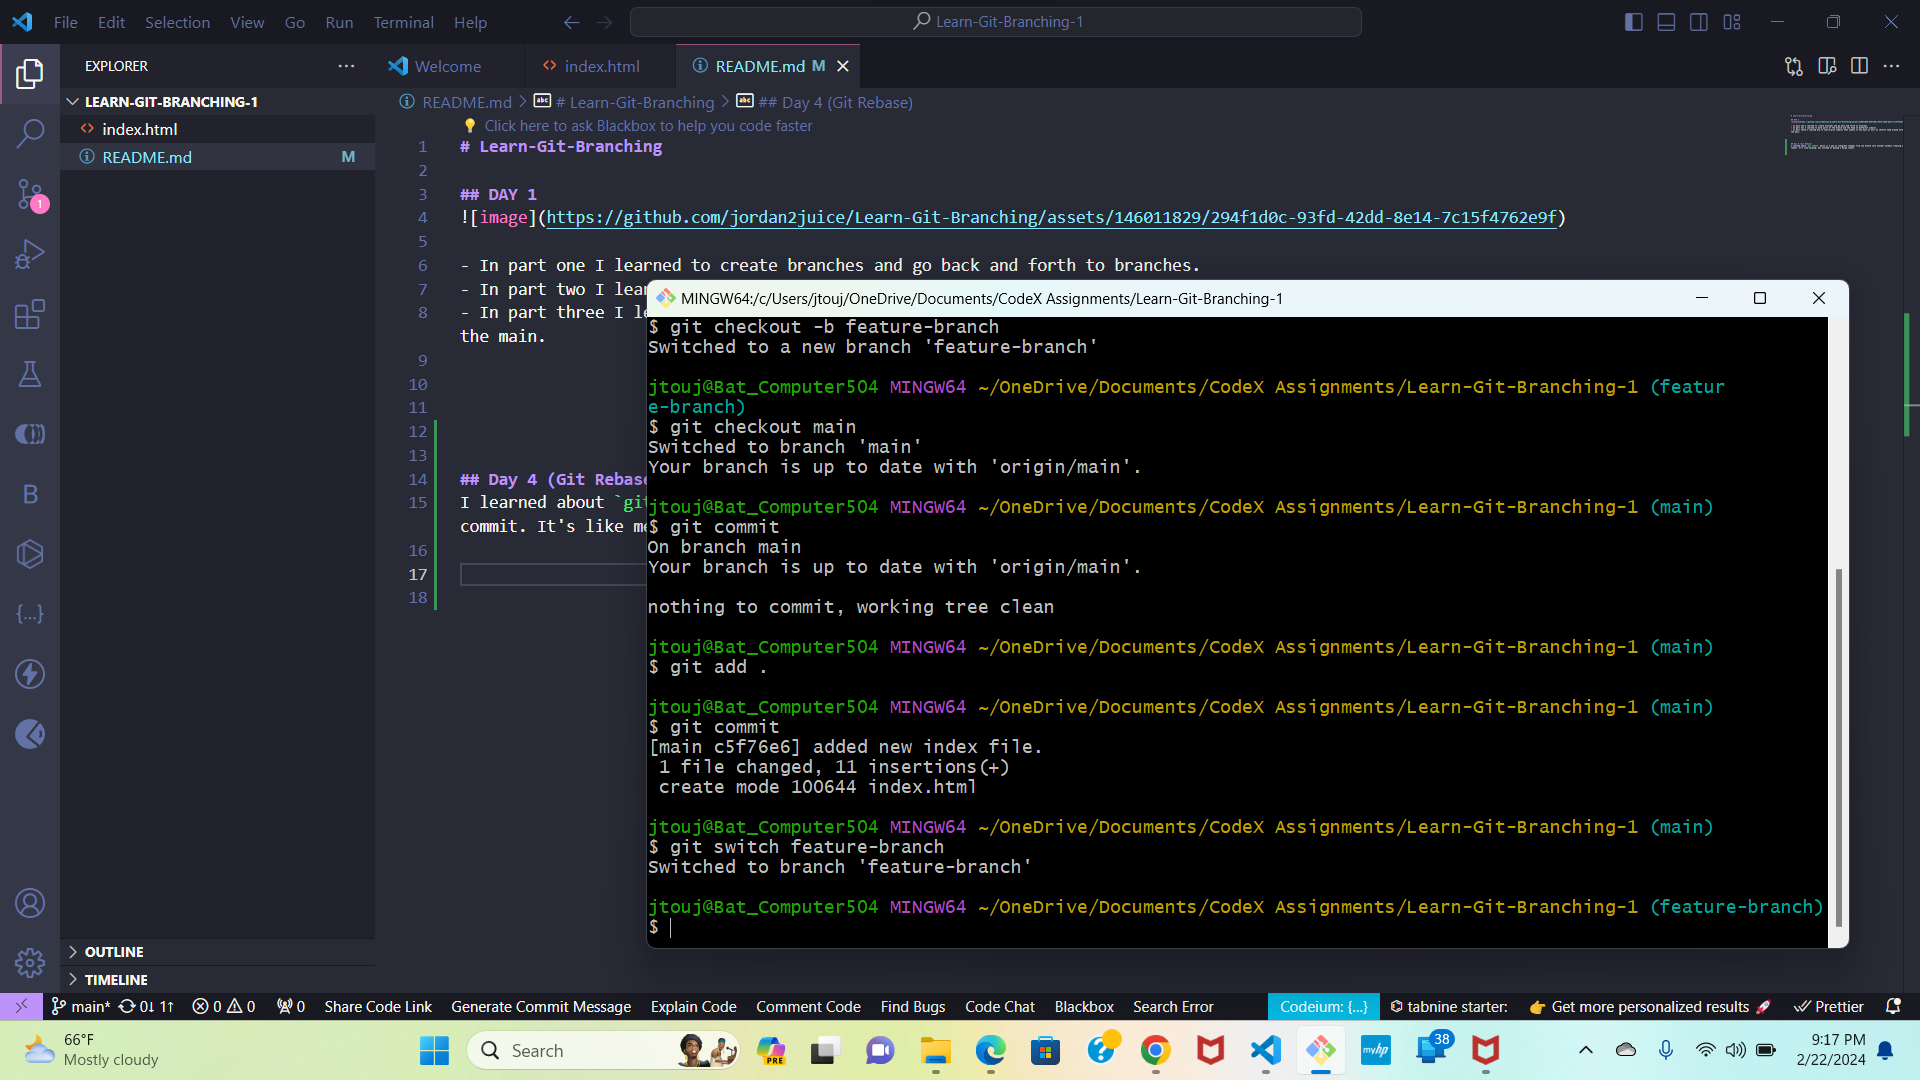 File Edit Selection View Go Run Terminal Help
Learn-Git-Branching-1
EXPLORER
Welcome
index.html
README.md M
LEARN-GIT-BRANCHING-1
index.html
README.md M
1
README.md > # Learn-Git-Branching > ## Day 4 (Git Rebase)
Click here to ask Blackbox to help you code faster
1 # Learn-Git-Branching
2
3 ## DAY 1
4 ![image](https://github.com/jordan2juice/Learn-Git-Branching/assets/146011829/294f1d0c-93fd-42dd-8e14-7c15f4762e9f)
5
6 - In part one I learned to create branches and go back and forth to branches.
7 - In part two I
8 - In part three I
the main.
9
10
11
12
13
14 ## Day 4 (Git Rebase
15 I learned about `git
commit. It's like
16
17
18
MINGW64:/c/Users/jtouj/OneDrive/Documents/CodeX Assignments/Learn-Git-Branching-1
$ git checkout -b feature-branch
Switched to a new branch 'feature-branch'
jtouj@Bat_Computer504 MINGW64 ~/OneDrive/Documents/CodeX Assignments/Learn-Git-Branching-1 (featur
e-branch)
$ git checkout main
Switched to branch 'main'
Your branch is up to date with 'origin/main'.
jtouj@Bat_Computer504 MINGW64 ~/OneDrive/Documents/CodeX Assignments/Learn-Git-Branching-1 (main)
$ git commit
On branch main
Your branch is up to date with 'origin/main'.
nothing to commit, working tree clean
jtouj@Bat_Computer504 MINGW64 ~/OneDrive/Documents/CodeX Assignments/Learn-Git-Branching-1 (main)
$ git add .
jtouj@Bat_Computer504 MINGW64 ~/OneDrive/Documents/CodeX Assignments/Learn-Git-Branching-1 (main)
$ git commit
[main c5f76e6] added new index file.
1 file changed, 11 insertions(+)
create mode 100644 index.html
jtouj@Bat_Computer504 MINGW64 ~/OneDrive/Documents/CodeX Assignments/Learn-Git-Branching-1 (main)
$ git switch feature-branch
Switched to branch 'feature-branch'
jtouj@Bat_Computer504 MINGW64 ~/OneDrive/Documents/CodeX Assignments/Learn-Git-Branching-1 (feature-branch)
$
OUTLINE
TIMELINE
main* 0↓ 1↑ 0 0 0 Share Code Link Generate Commit Message Explain Code Comment Code Find Bugs Code Chat Blackbox Search Error Codeium: {...} tabnine starter: Get more personalized results Prettier
66°F
Mostly cloudy
Search
PRE
myhp
38
9:17 PM
2/22/2024